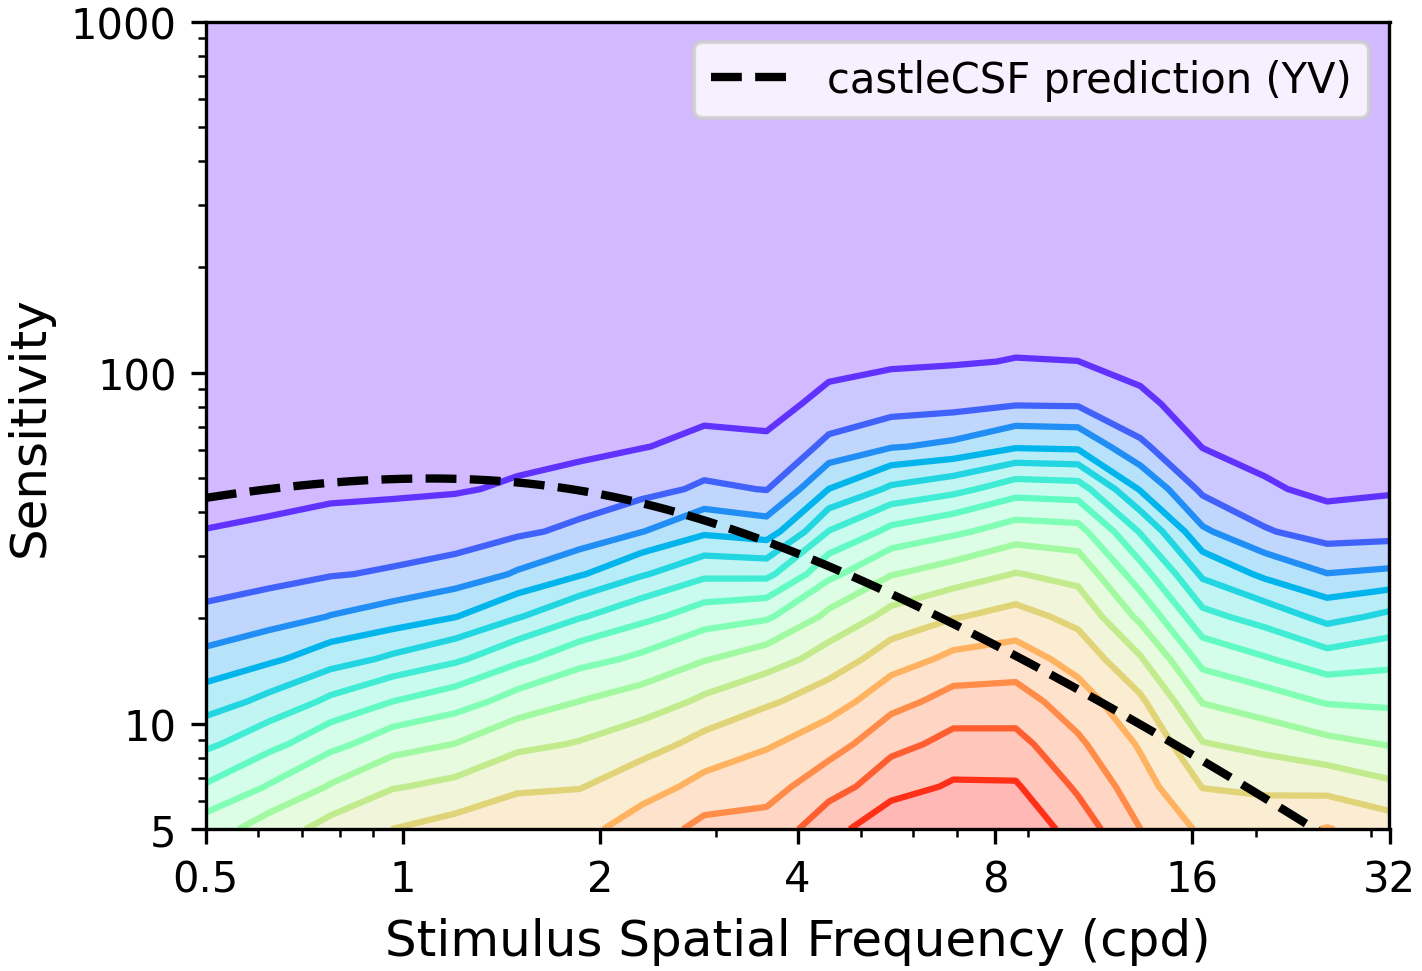 1000
100
10
5
Sensitivity
castleCSF prediction (YV)
0.5 1 2 4 8 16 32
Stimulus Spatial Frequency (cpd)